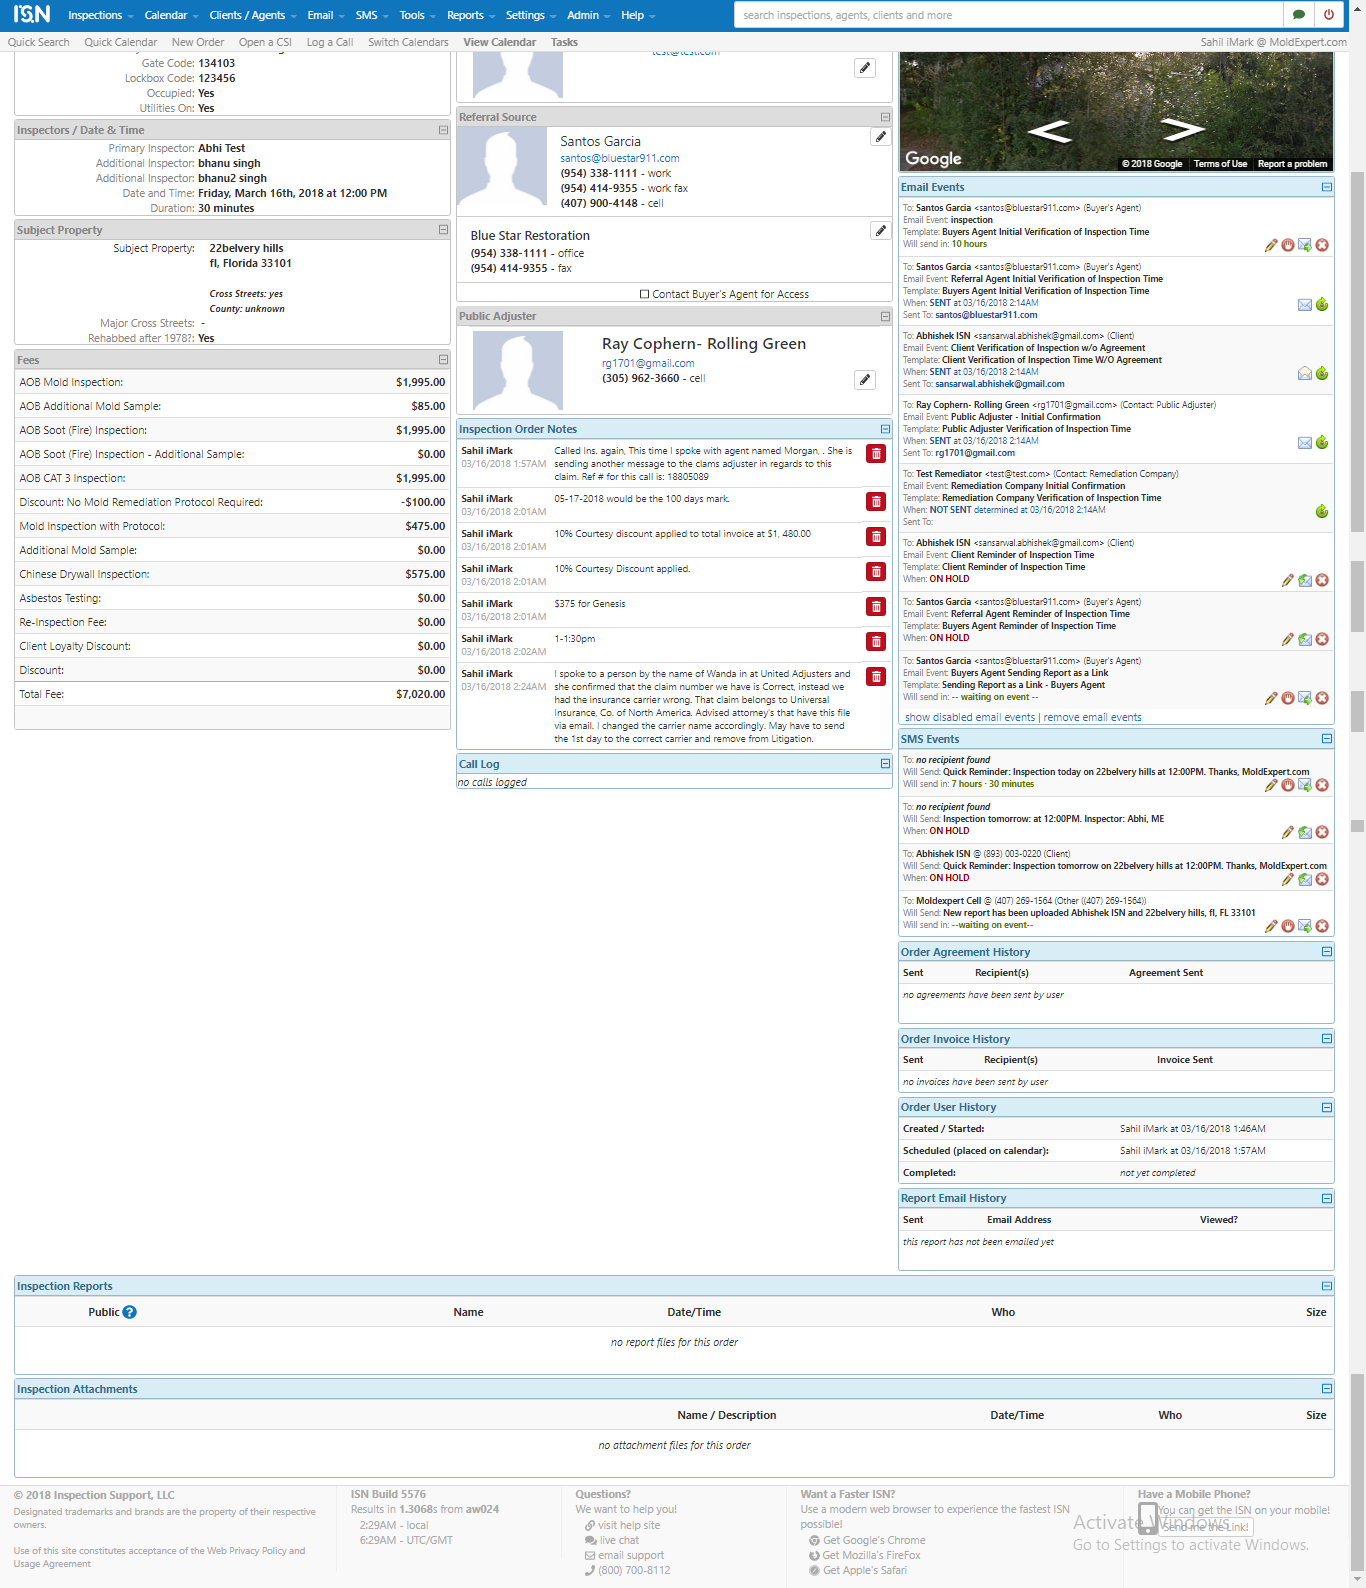 ISN Inspections Calendar Clients / Agents Email SMS Tools Reports Settings Admin Help search inspections, agents, clients and more
Quick Search Quick Calendar New Order Open a CSI Log a Call Switch Calendars View Calendar Tasks Sahil iMark @ MoldExpert.com
Gate Code: 134103
Lockbox Code: 123456
Occupied: Yes
Utilities On: Yes
Inspectors / Date & Time
Primary Inspector: Abhi Test
Additional Inspector: bhanu singh
Additional Inspector: bhanu2 singh
Date and Time: Friday, March 16th, 2018 at 12:00 PM
Duration: 30 minutes
Subject Property
Subject Property: 22belvery hills
fl, Florida 33101
Cross Streets: yes
County: unknown
Major Cross Streets: -
Rehabbed after 1978?: Yes
Fees
AOB Mold Inspection: $1,995.00
AOB Additional Mold Sample: $85.00
AOB Soot (Fire) Inspection: $1,995.00
AOB Soot (Fire) Inspection - Additional Sample: $0.00
AOB CAT 3 Inspection: $1,995.00
Discount: No Mold Remediation Protocol Required: -$100.00
Mold Inspection with Protocol: $475.00
Additional Mold Sample: $0.00
Chinese Drywall Inspection: $575.00
Asbestos Testing: $0.00
Re-Inspection Fee: $0.00
Client Loyalty Discount: $0.00
Discount: $0.00
Total Fee: $7,020.00
test@test.com
Referral Source
Santos Garcia
santos@bluestar911.com
(954) 338-1111 - work
(954) 414-9355 - work fax
(407) 900-4148 - cell
Blue Star Restoration
(954) 338-1111 - office
(954) 414-9355 - fax
Contact Buyer's Agent for Access
Public Adjuster
Ray Cophern- Rolling Green
rg1701@gmail.com
(305) 962-3660 - cell
Inspection Order Notes
Sahil iMark Called Ins. again, This time I spoke with agent named Morgan, . She is
03/16/2018 1:57AM sending another message to the clams adjuster in regards to this
claim. Ref # for this call is: 18805089
Sahil iMark 05-17-2018 would be the 100 days mark.
03/16/2018 2:01AM
Sahil iMark 10% Courtesy discount applied to total invoice at $1, 480.00
03/16/2018 2:01AM
Sahil iMark 10% Courtesy Discount applied.
03/16/2018 2:01AM
Sahil iMark $375 for Genesis
03/16/2018 2:01AM
Sahil iMark 1-1:30pm
03/16/2018 2:02AM
Sahil iMark I spoke to a person by the name of Wanda in at United Adjusters and
03/16/2018 2:24AM she confirmed that the claim number we have is Correct, instead we
had the insurance carrier wrong. That claim belongs to Universal
Insurance, Co. of North America. Advised attorney's that have this file
via email. I changed the carrier name accordingly. May have to send
the 1st day to the correct carrier and remove from Litigation.
Call Log
no calls logged
Google © 2018 Google Terms of Use Report a problem
Email Events
To: Santos Garcia <santos@bluestar911.com> (Buyer's Agent)
Email Event: inspection
Template: Buyers Agent Initial Verification of Inspection Time
Will send in: 10 hours
To: Santos Garcia <santos@bluestar911.com> (Buyer's Agent)
Email Event: Referral Agent Initial Verification of Inspection Time
Template: Buyers Agent Initial Verification of Inspection Time
When: SENT at 03/16/2018 2:14AM
Sent To: santos@bluestar911.com
To: Abhishek ISN <sansarwal.abhishek@gmail.com> (Client)
Email Event: Client Verification of Inspection w/o Agreement
Template: Client Verification of Inspection Time W/O Agreement
When: SENT at 03/16/2018 2:14AM
Sent To: sansarwal.abhishek@gmail.com
To: Ray Cophern- Rolling Green <rg1701@gmail.com> (Contact: Public Adjuster)
Email Event: Public Adjuster - Initial Confirmation
Template: Public Adjuster Verification of Inspection Time
When: SENT at 03/16/2018 2:14AM
Sent To: rg1701@gmail.com
To: Test Remediator <test@test.com> (Contact: Remediation Company)
Email Event: Remediation Company Initial Confirmation
Template: Remediation Company Verification of Inspection Time
When: NOT SENT determined at 03/16/2018 2:14AM
Sent To:
To: Abhishek ISN <sansarwal.abhishek@gmail.com> (Client)
Email Event: Client Reminder of Inspection Time
Template: Client Reminder of Inspection Time
When: ON HOLD
To: Santos Garcia <santos@bluestar911.com> (Buyer's Agent)
Email Event: Referral Agent Reminder of Inspection Time
Template: Buyers Agent Reminder of Inspection Time
When: ON HOLD
To: Santos Garcia <santos@bluestar911.com> (Buyer's Agent)
Email Event: Buyers Agent Sending Report as a Link
Template: Sending Report as a Link - Buyers Agent
Will send in: -- waiting on event --
show disabled email events | remove email events
SMS Events
To: no recipient found
Will Send: Quick Reminder: Inspection today on 22belvery hills at 12:00PM. Thanks, MoldExpert.com
Will send in: 7 hours · 30 minutes
To: no recipient found
Will Send: Inspection tomorrow: at 12:00PM. Inspector: Abhi, ME
When: ON HOLD
To: Abhishek ISN @ (893) 003-0220 (Client)
Will Send: Quick Reminder: Inspection tomorrow on 22belvery hills at 12:00PM. Thanks, MoldExpert.com
When: ON HOLD
To: Moldexpert Cell @ (407) 269-1564 (Other ((407) 269-1564))
Will Send: New report has been uploaded Abhishek ISN and 22belvery hills, fl, FL 33101
Will send in: --waiting on event--
Order Agreement History
Sent Recipient(s) Agreement Sent
no agreements have been sent by user
Order Invoice History
Sent Recipient(s) Invoice Sent
no invoices have been sent by user
Order User History
Created / Started: Sahil iMark at 03/16/2018 1:46AM
Scheduled (placed on calendar): Sahil iMark at 03/16/2018 1:57AM
Completed: not yet completed
Report Email History
Sent Email Address Viewed?
this report has not been emailed yet
Inspection Reports
Public ? Name Date/Time Who Size
no report files for this order
Inspection Attachments
Name / Description Date/Time Who Size
no attachment files for this order
© 2018 Inspection Support, LLC
Designated trademarks and brands are the property of their respective
owners.
Use of this site constitutes acceptance of the Web Privacy Policy and
Usage Agreement
ISN Build 5576
Results in 1.3068s from aw024
2:29AM - local
6:29AM - UTC/GMT
Questions?
We want to help you!
visit help site
live chat
email support
(800) 700-8112
Want a Faster ISN?
Use a modern web browser to experience the fastest ISN
possible!
Get Google's Chrome
Get Mozilla's FireFox
Get Apple's Safari
Have a Mobile Phone?
You can get the ISN on your mobile!
Send me the Link!
Activate Windows
Go to Settings to activate Windows.